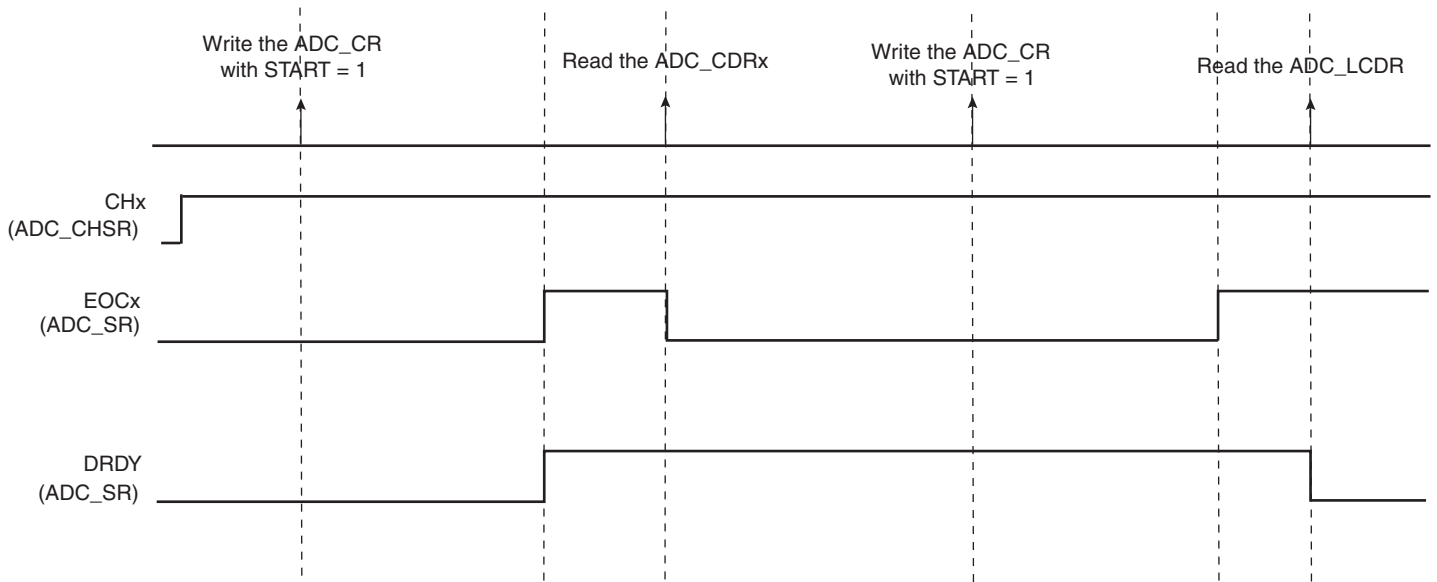 Write the ADC_CR
with START = 1
Read the ADC_CDRx
Write the ADC_CR
with START = 1
Read the ADC_LCDR
CHx
(ADC_CHSR)
EOCx
(ADC_SR)
DRDY
(ADC_SR)